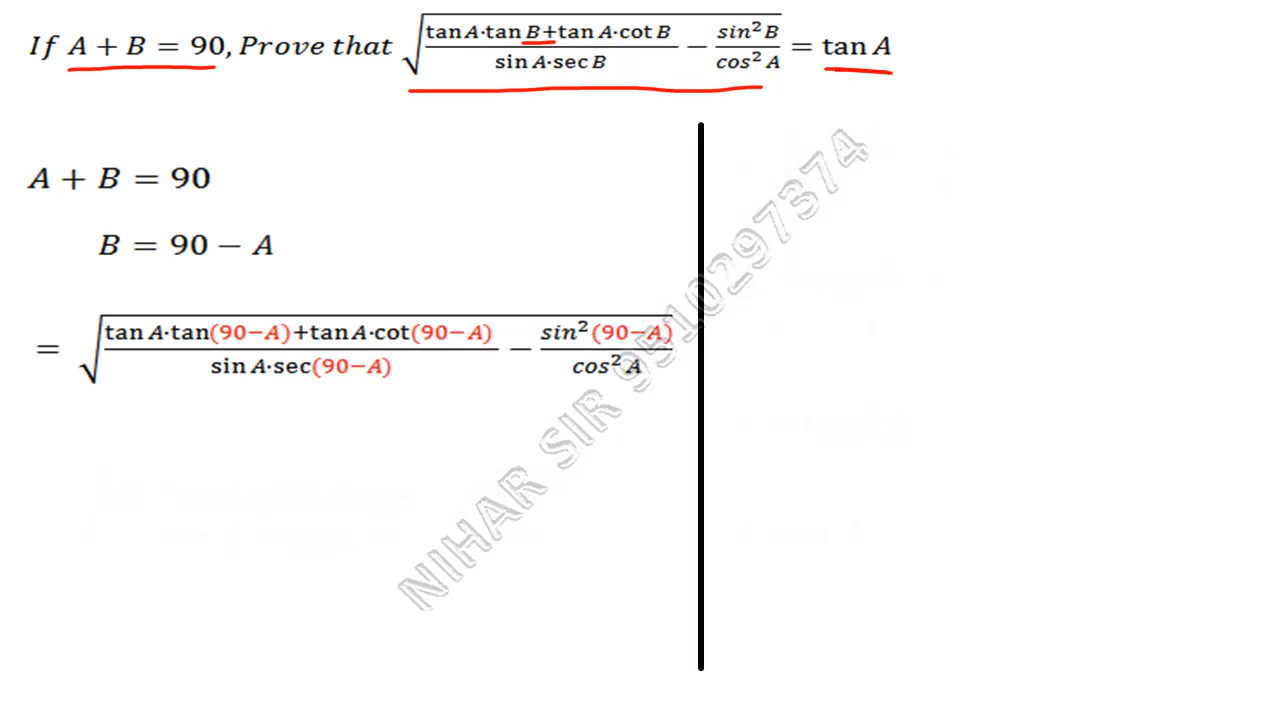 If A + B = 90, Prove that √((tan A·tan B+tan A·cot B)/(sin A·sec B) − sin²B/cos²A) = tan A
A + B = 90
B = 90 − A
= √((tan A·tan(90−A)+tan A·cot(90−A))/(sin A·sec(90−A)) − sin²(90−A)/cos²A)
NIHAR SIR 9510297374